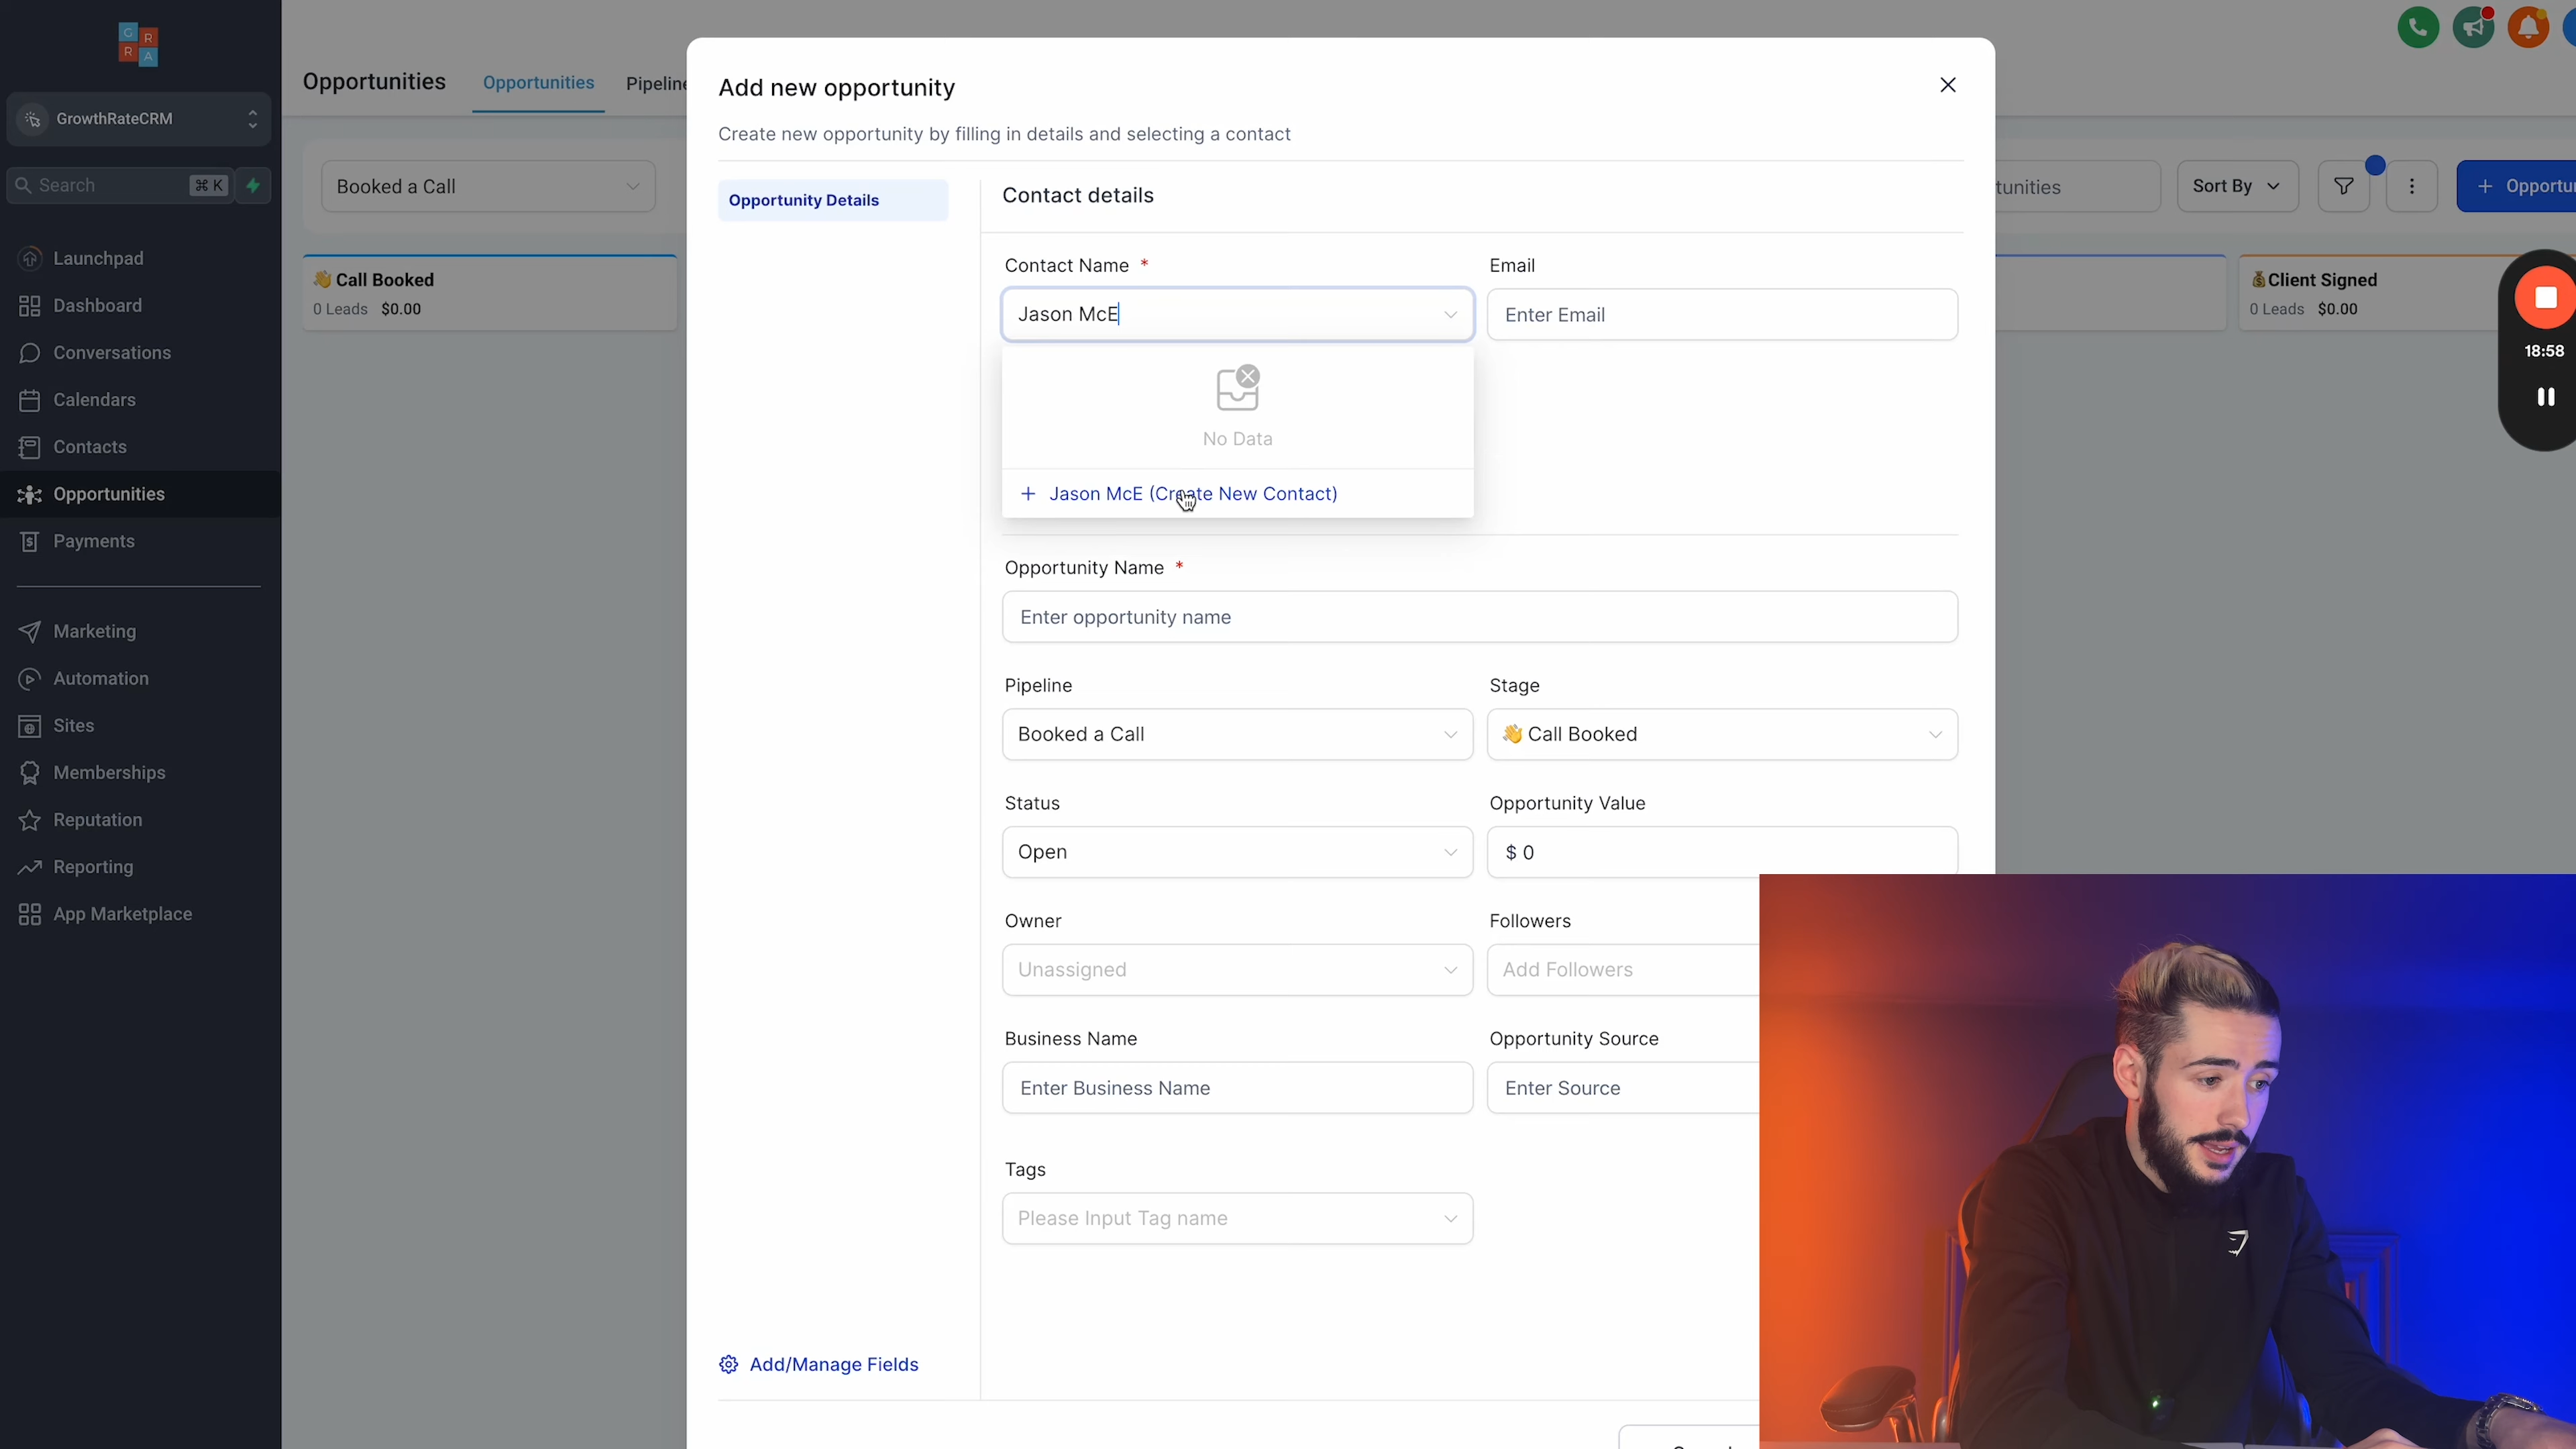 G R
R A
GrowthRateCRM
Search ⌘ K
Launchpad
Dashboard
Conversations
Calendars
Contacts
Opportunities
Payments
Marketing
Automation
Sites
Memberships
Reputation
Reporting
App Marketplace
Opportunities
Opportunities
Pipeline
Booked a Call
tunities
Sort By
+ Opportu
👋 Call Booked
0 Leads $0.00
💰Client Signed
0 Leads $0.00
18:58
Add new opportunity
Create new opportunity by filling in details and selecting a contact
Opportunity Details
Contact details
Contact Name *
Email
Jason McE
Enter Email
No Data
+ Jason McE (Create New Contact)
Opportunity Name *
Enter opportunity name
Pipeline
Stage
Booked a Call
👋 Call Booked
Status
Opportunity Value
Open
$ 0
Owner
Followers
Unassigned
Add Followers
Business Name
Opportunity Source
Enter Business Name
Enter Source
Tags
Please Input Tag name
Add/Manage Fields